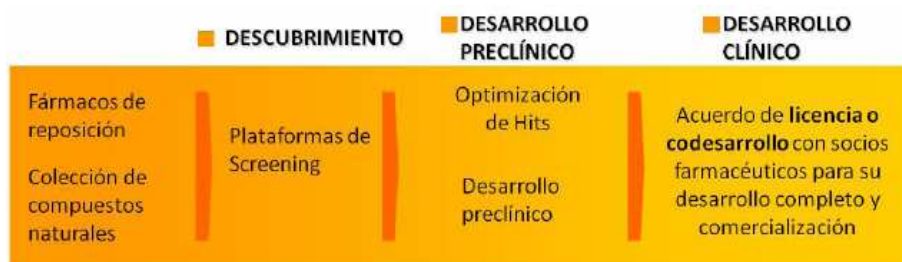 DESCUBRIMIENTO
DESARROLLO
PRECLÍNICO
DESARROLLO
CLÍNICO
Fármacos de
reposición
Colección de
compuestos
naturales
Plataformas de
Screening
Optimización
de Hits
Desarrollo
preclínico
Acuerdo de licencia o
codesarrollo con socios
farmacéuticos para su
desarrollo completo y
comercialización